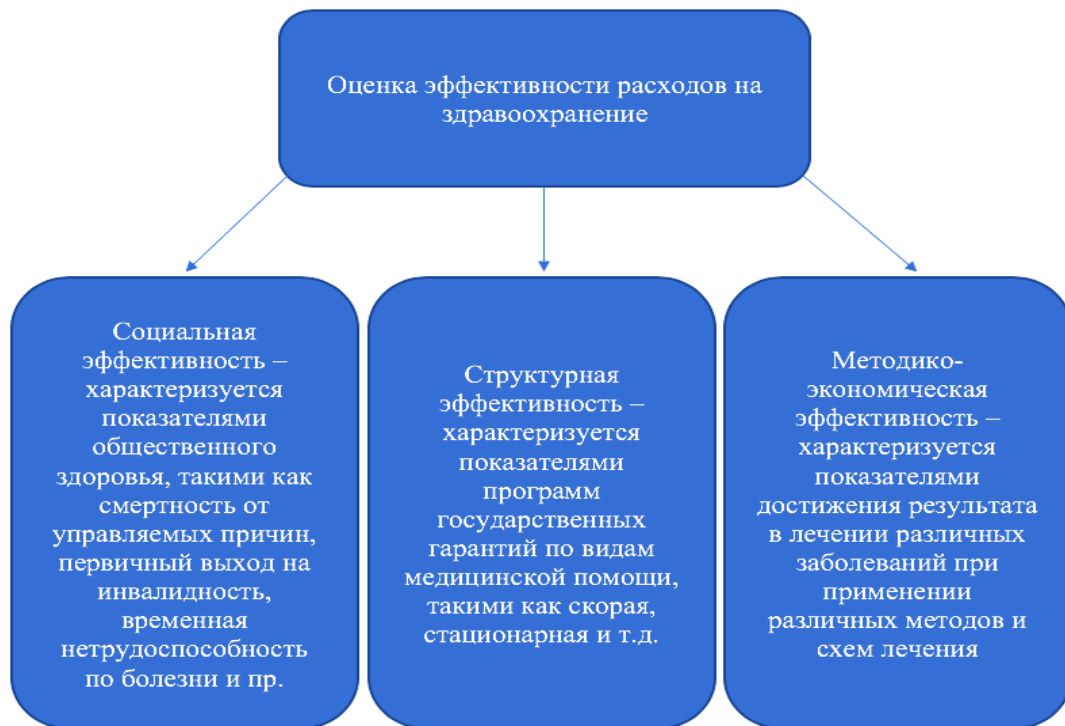 Оценка эффективности расходов на
здравоохранение
Социальная
эффективность –
характеризуется
показателями
общественного
здоровья, такими как
смертность от
управляемых причин,
первичный выход на
инвалидность,
временная
нетрудоспособность
по болезни и пр.
Структурная
эффективность –
характеризуется
показателями
программ
государственных
гарантий по видам
медицинской помощи,
такими как скорая,
стационарная и т.д.
Методико-
экономическая
эффективность –
характеризуется
показателями
достижения результата
в лечении различных
заболеваний при
применении
различных методов и
схем лечения